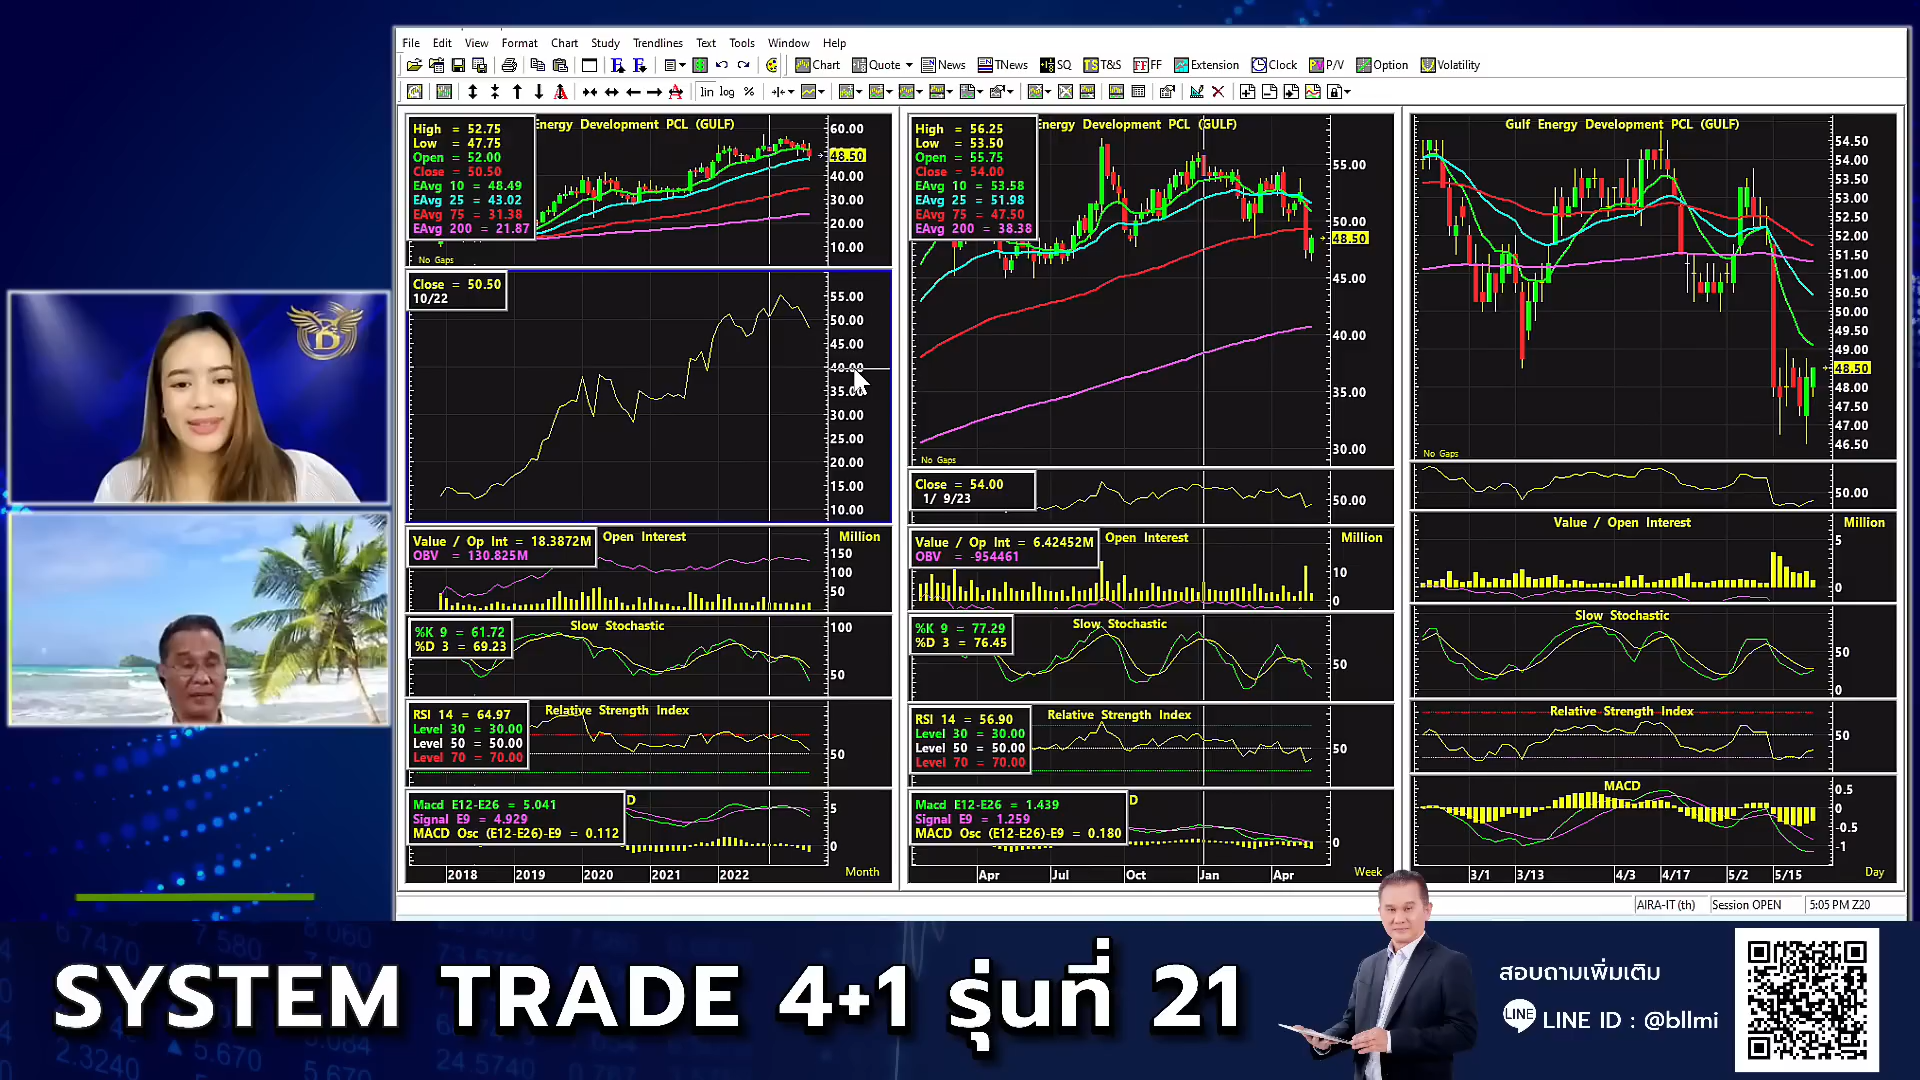 File Edit View Format Chart Study Trendlines Text Tools Window Help
Chart Quote News TNews SQ T&S FF Extension Clock P/V Option Volatility
lin log %
Energy Development PCL (GULF)
High = 52.75
Low = 47.75
Open = 52.00
Close = 50.50
EAvg 10 = 48.49
EAvg 25 = 43.02
EAvg 75 = 31.38
EAvg 200 = 21.87
No Gaps
60.00
48.50
40.00
30.00
20.00
10.00
Close = 50.50
10/22
55.00
50.00
45.00
40.00
35.00
30.00
25.00
20.00
15.00
10.00
Value / Op Int = 18.3872M Open Interest Million
OBV = 130.825M
150
100
50
Slow Stochastic
%K 9 = 61.72
%D 3 = 69.23
100
50
Relative Strength Index
RSI 14 = 64.97
Level 30 = 30.00
Level 50 = 50.00
Level 70 = 70.00
50
Macd E12-E26 = 5.041
Signal E9 = 4.929
MACD Osc (E12-E26)-E9 = 0.112
D
5
0
Month
2018 2019 2020 2021 2022
Energy Development PCL (GULF)
High = 56.25
Low = 53.50
Open = 55.75
Close = 54.00
EAvg 10 = 53.58
EAvg 25 = 51.98
EAvg 75 = 47.50
EAvg 200 = 38.38
No Gaps
55.00
50.00
48.50
45.00
40.00
35.00
30.00
Close = 54.00
1/ 9/23
50.00
Value / Op Int = 6.42452M Open Interest Million
OBV = -954461
10
0
Slow Stochastic
%K 9 = 77.29
%D 3 = 76.45
50
Relative Strength Index
RSI 14 = 56.90
Level 30 = 30.00
Level 50 = 50.00
Level 70 = 70.00
50
Macd E12-E26 = 1.439
Signal E9 = 1.259
MACD Osc (E12-E26)-E9 = 0.180
D
0
Week
Apr Jul Oct Jan Apr
Gulf Energy Development PCL (GULF)
54.50
54.00
53.50
53.00
52.50
52.00
51.50
51.00
50.50
50.00
49.50
49.00
48.50
48.00
47.50
47.00
46.50
No Gaps
50.00
Value / Open Interest Million
5
0
Slow Stochastic
50
0
Relative Strength Index
50
MACD
0.5
0
-0.5
-1
3/1 3/13 4/3 4/17 5/2 5/15 Day
AIRA-IT (th) Session OPEN 5:05 PM Z20
SYSTEM TRADE 4+1 รุ่นที่ 21
สอบถามเพิ่มเติม
LINE ID : @bllmi